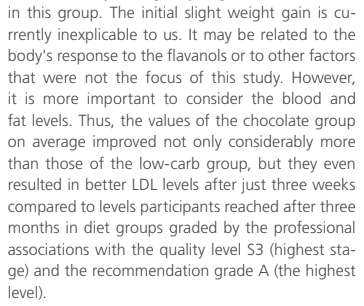 in this group. The initial slight weight gain is cu-
rrently inexplicable to us. It may be related to the
body's response to the flavanols or to other factors
that were not the focus of this study. However,
it is more important to consider the blood and
fat levels. Thus, the values of the chocolate group
on average improved not only considerably more
than those of the low-carb group, but they even
resulted in better LDL levels after just three weeks
compared to levels participants reached after three
months in diet groups graded by the professional
associations with the quality level S3 (highest sta-
ge) and the recommendation grade A (the highest
level).